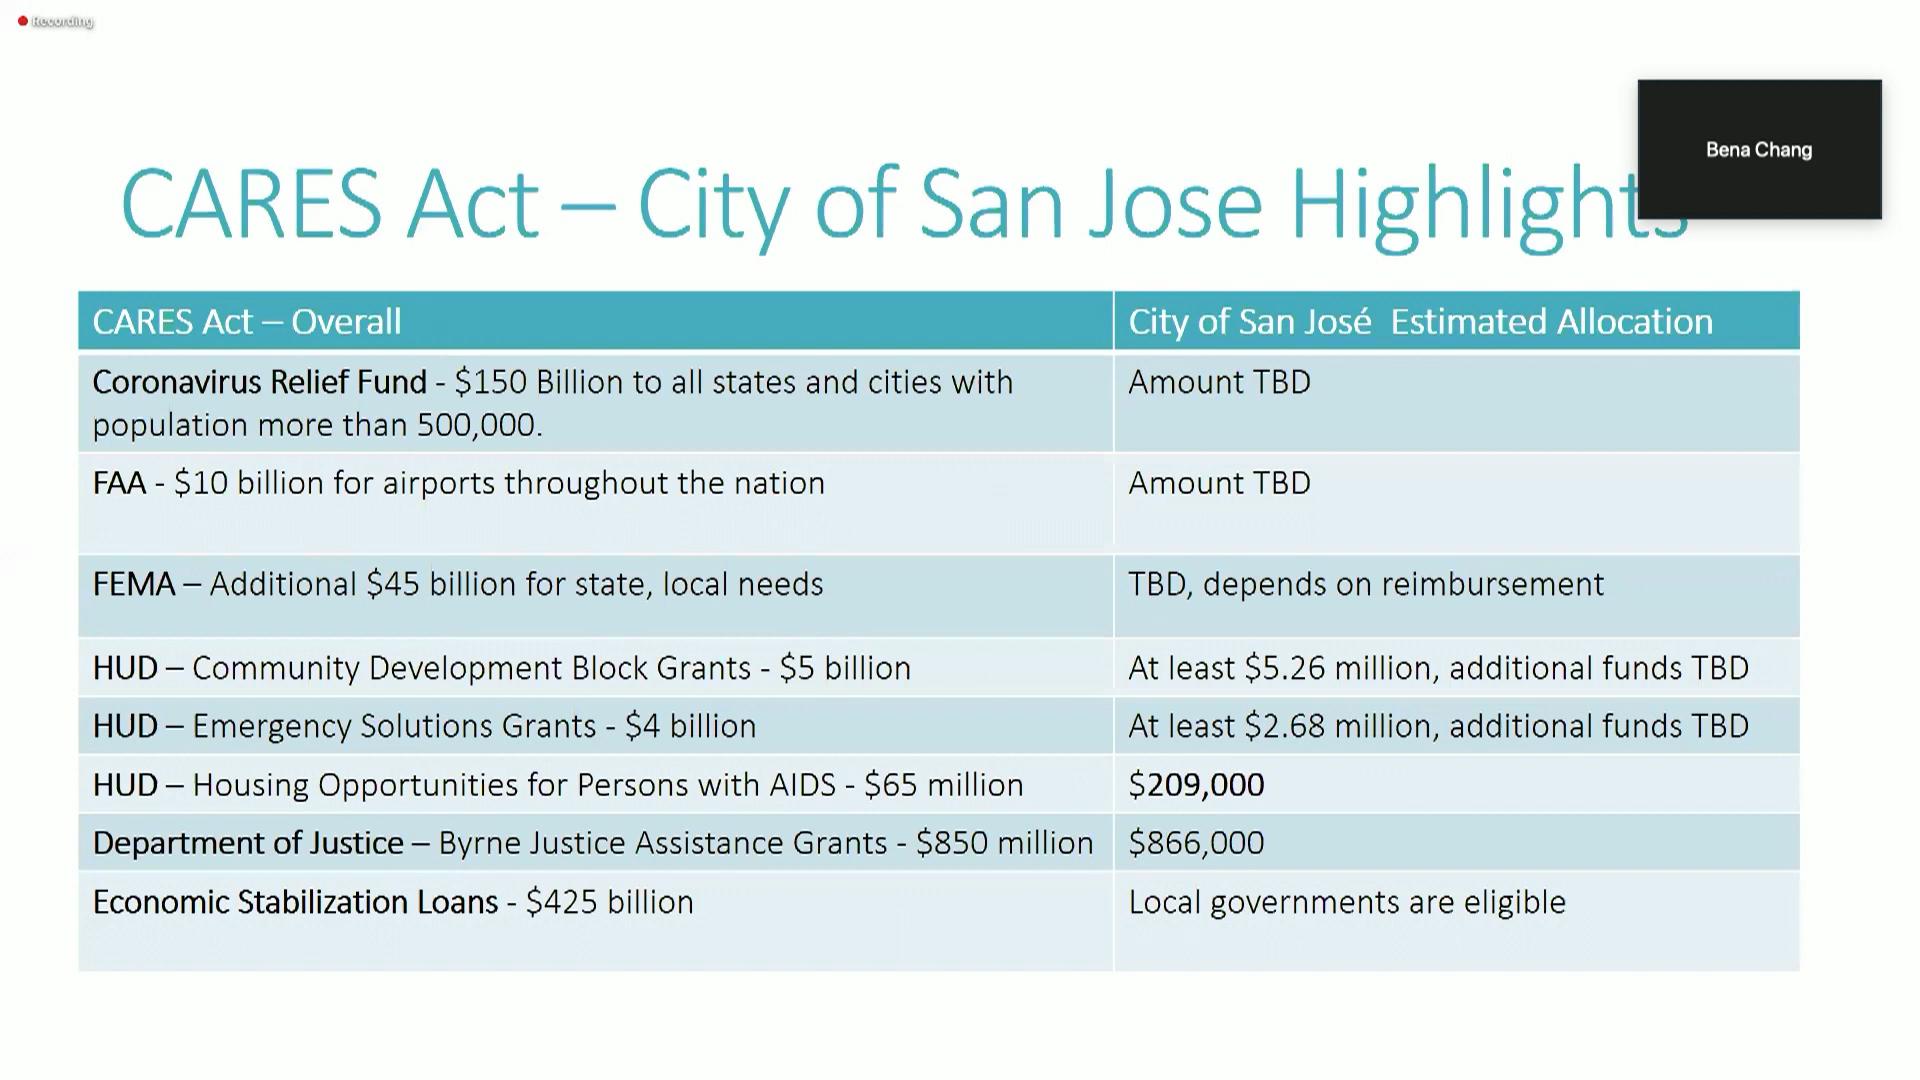 Recording
Bena Chang
CARES Act – City of San Jose Highlights
CARES Act – Overall
City of San José Estimated Allocation
Coronavirus Relief Fund - $150 Billion to all states and cities with
population more than 500,000.
Amount TBD
FAA - $10 billion for airports throughout the nation
Amount TBD
FEMA – Additional $45 billion for state, local needs
TBD, depends on reimbursement
HUD – Community Development Block Grants - $5 billion
At least $5.26 million, additional funds TBD
HUD – Emergency Solutions Grants - $4 billion
At least $2.68 million, additional funds TBD
HUD – Housing Opportunities for Persons with AIDS - $65 million
$209,000
Department of Justice – Byrne Justice Assistance Grants - $850 million
$866,000
Economic Stabilization Loans - $425 billion
Local governments are eligible